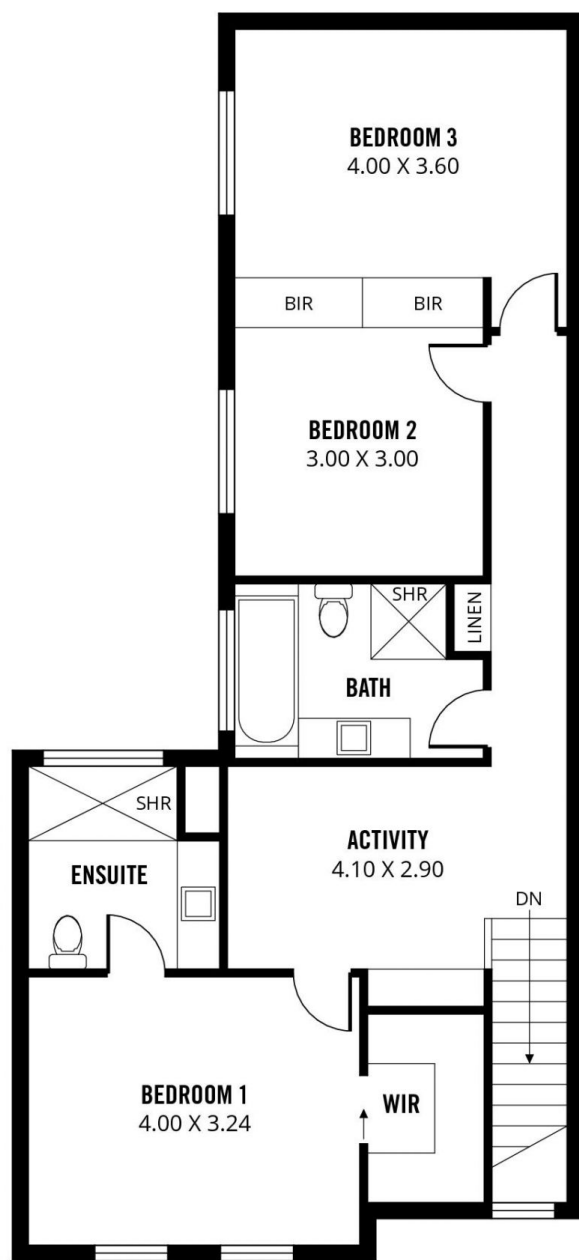 BEDROOM 3
4.00 X 3.60
BIR
BIR
BEDROOM 2
3.00 X 3.00
SHR
LINEN
BATH
SHR
ENSUITE
ACTIVITY
4.10 X 2.90
DN
BEDROOM 1
4.00 X 3.24
WIR